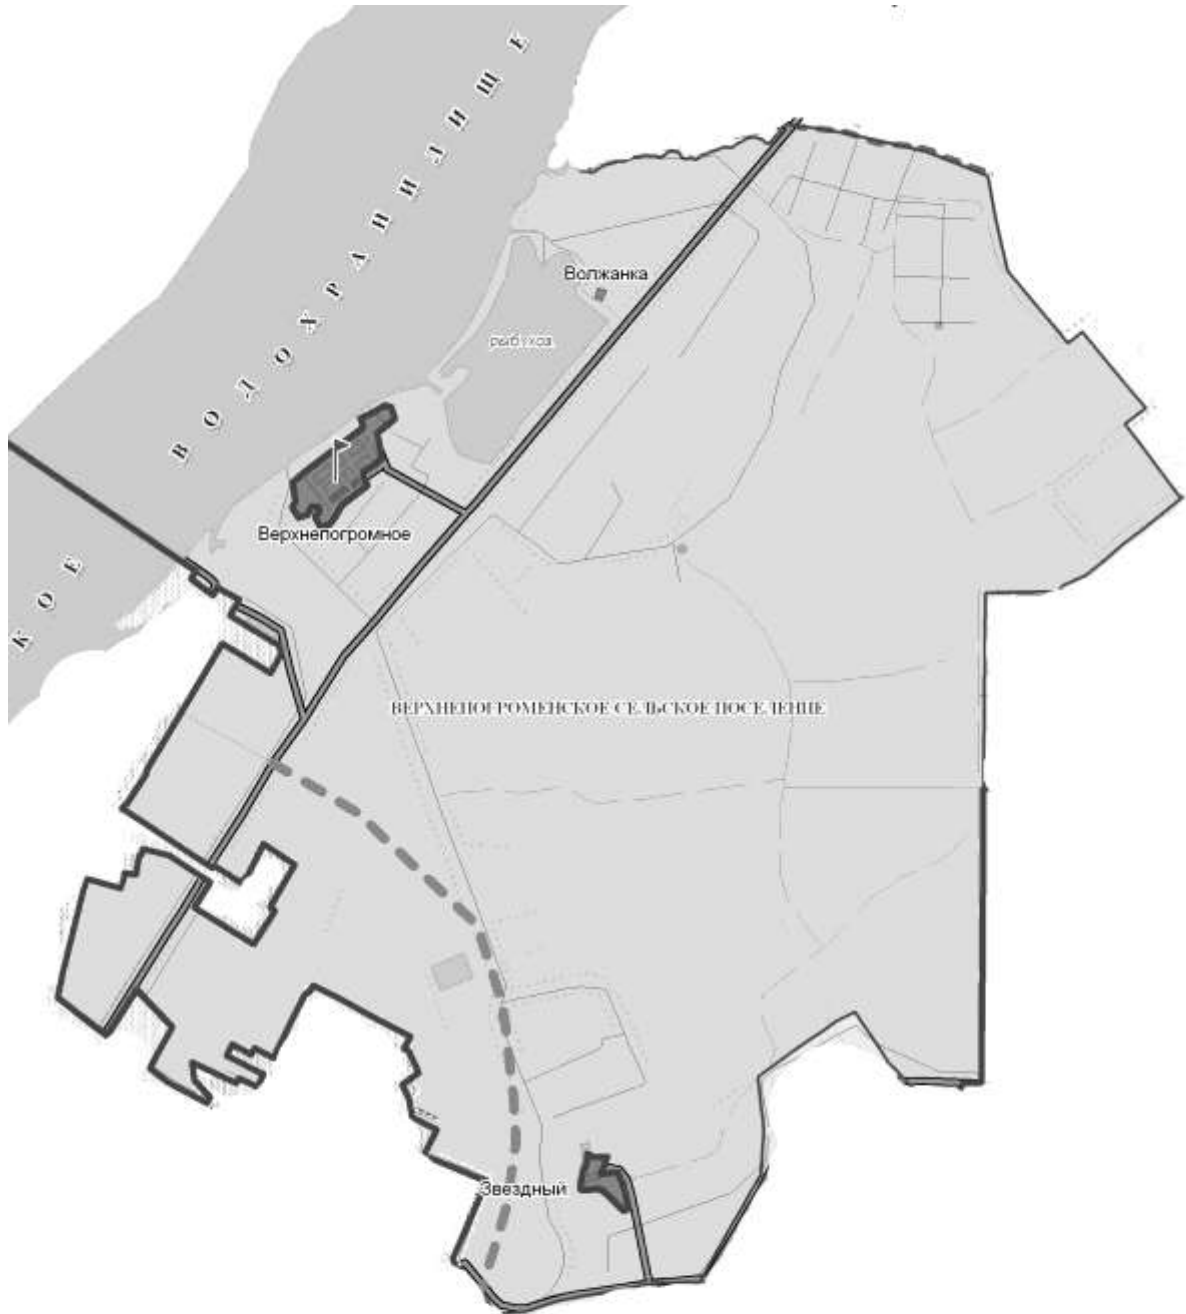 ВОДОХРАНИЛИЩЕ
КОЕ
Волжанка
рыбхоз
Верхнепогромное
ВЕРХНЕПОГРОМЕНСКОЕ СЕЛЬСКОЕ ПОСЕЛЕНИЕ
Звездный